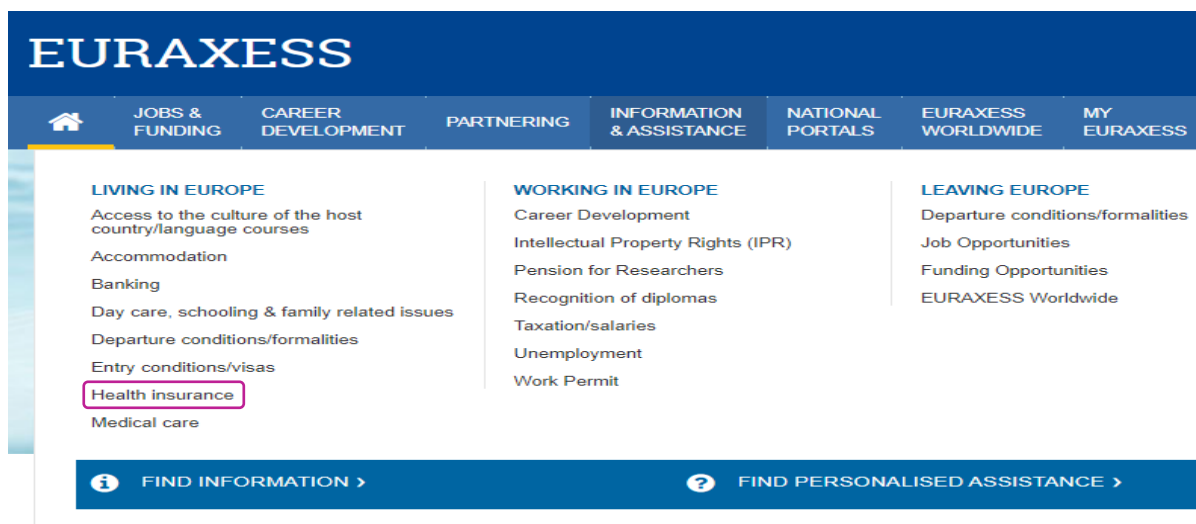 EURAXESS
JOBS &
FUNDING
CAREER
DEVELOPMENT
PARTNERING
INFORMATION
& ASSISTANCE
NATIONAL
PORTALS
EURAXESS
WORLDWIDE
MY
EURAXESS
LIVING IN EUROPE
Access to the culture of the host
country/language courses
Accommodation
Banking
Day care, schooling & family related issues
Departure conditions/formalities
Entry conditions/visas
Health insurance
Medical care
WORKING IN EUROPE
Career Development
Intellectual Property Rights (IPR)
Pension for Researchers
Recognition of diplomas
Taxation/salaries
Unemployment
Work Permit
LEAVING EUROPE
Departure conditions/formalities
Job Opportunities
Funding Opportunities
EURAXESS Worldwide
FIND INFORMATION >
FIND PERSONALISED ASSISTANCE >